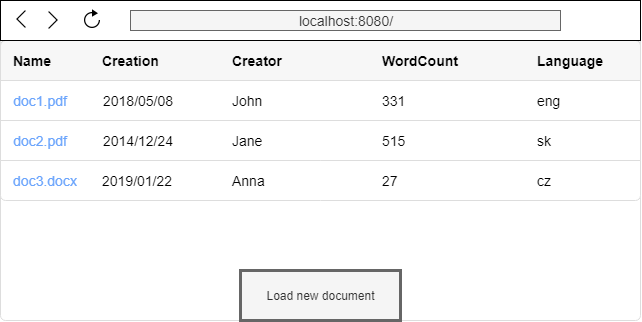 localhost:8080/
Name Creation Creator WordCount Language
doc1.pdf 2018/05/08 John 331 eng
doc2.pdf 2014/12/24 Jane 515 sk
doc3.docx 2019/01/22 Anna 27 cz
Load new document